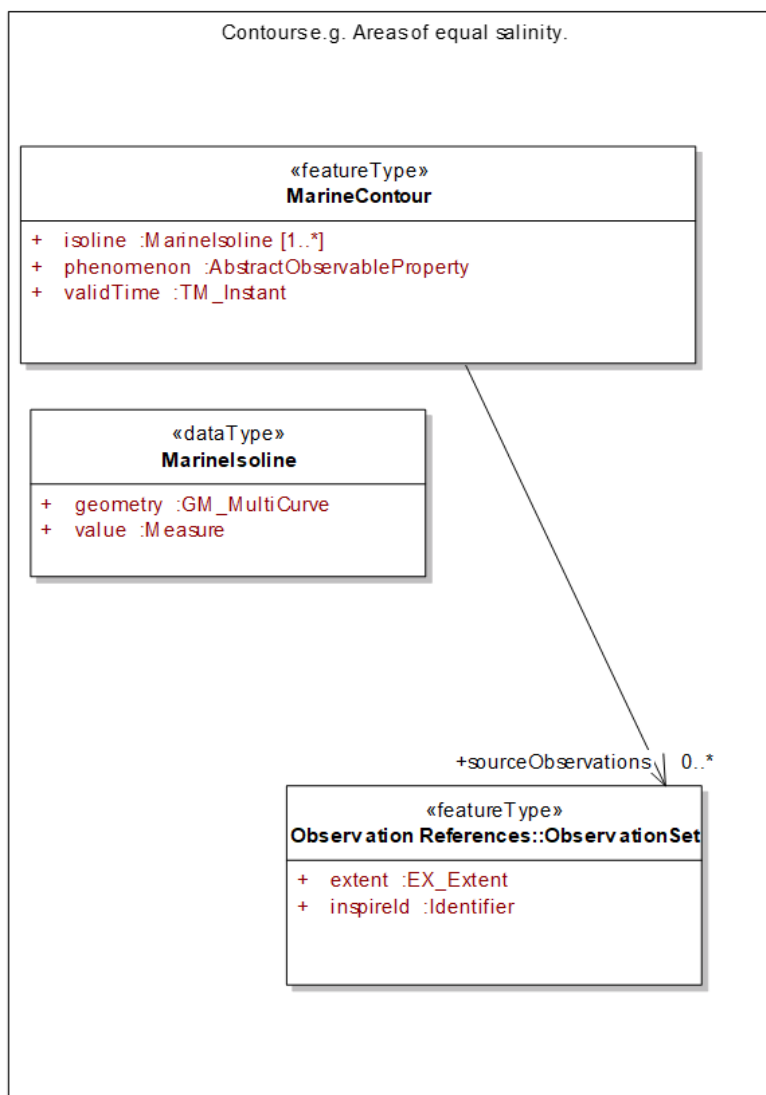 Contours e.g. Areas of equal salinity.
«featureType»
MarineContour
+ isoline :MarineIsoline [1..*]
+ phenomenon :AbstractObservableProperty
+ validTime :TM_Instant
«dataType»
MarineIsoline
+ geometry :GM_MultiCurve
+ value :Measure
+sourceObservations 0..*
«featureType»
Observation References::ObservationSet
+ extent :EX_Extent
+ inspireId :Identifier